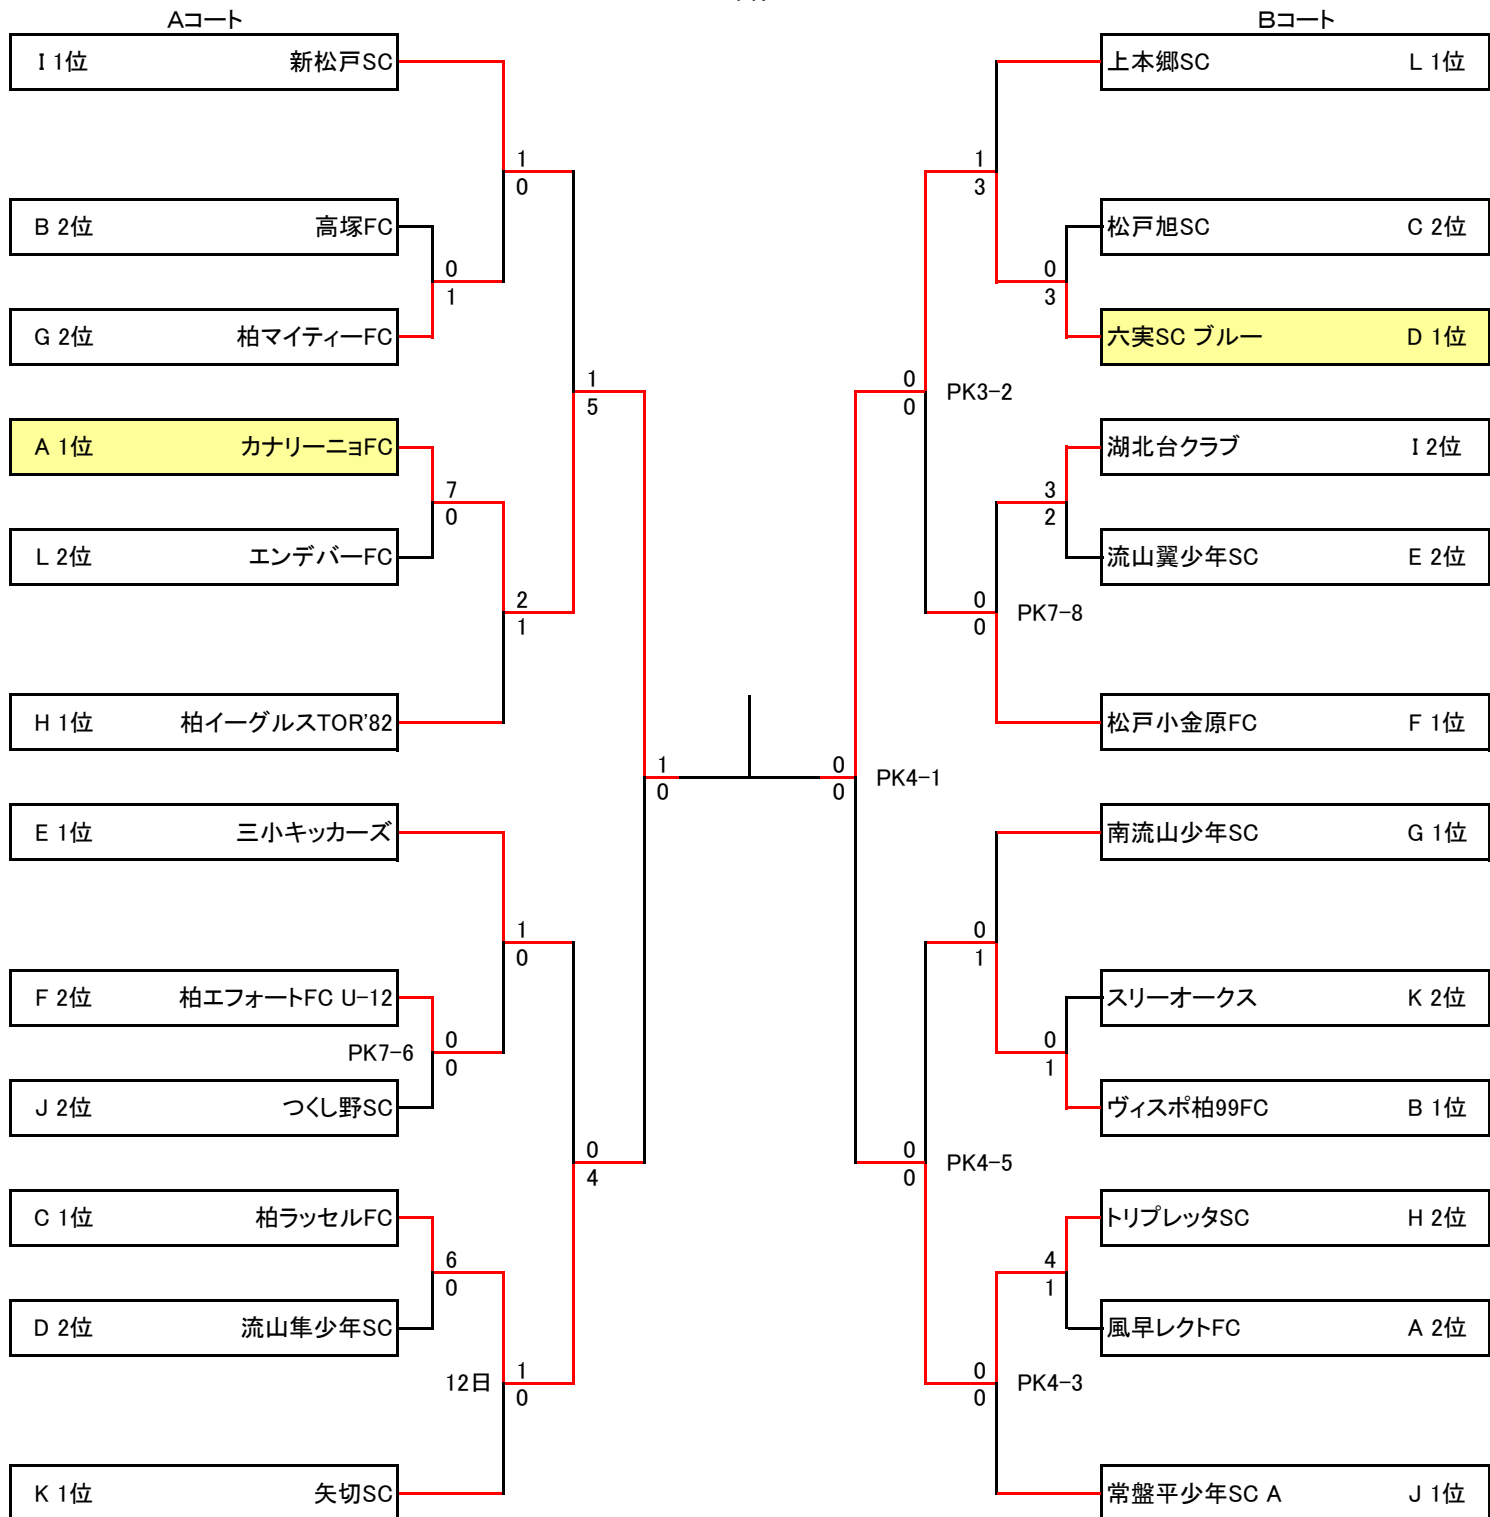 Aコート
Bコート
I 1位 新松戸SC
上本郷SC L 1位
1
0
1
3
B 2位 高塚FC
松戸旭SC C 2位
0
1
0
3
G 2位 柏マイティーFC
六実SC ブルー D 1位
1
5
0
0
PK3-2
A 1位 カナリーニョFC
湖北台クラブ I 2位
7
0
3
2
L 2位 エンデバーFC
流山翼少年SC E 2位
2
1
0
0
PK7-8
H 1位 柏イーグルスTOR'82
松戸小金原FC F 1位
1
0
0
0
PK4-1
E 1位 三小キッカーズ
南流山少年SC G 1位
1
0
0
1
F 2位 柏エフォートFC U-12
スリーオークス K 2位
PK7-6
0
0
0
1
J 2位 つくし野SC
ヴィスポ柏99FC B 1位
0
4
0
0
PK4-5
C 1位 柏ラッセルFC
トリプレッタSC H 2位
6
0
4
1
D 2位 流山隼少年SC
風早レクトFC A 2位
12日
1
0
0
0
PK4-3
K 1位 矢切SC
常盤平少年SC A J 1位